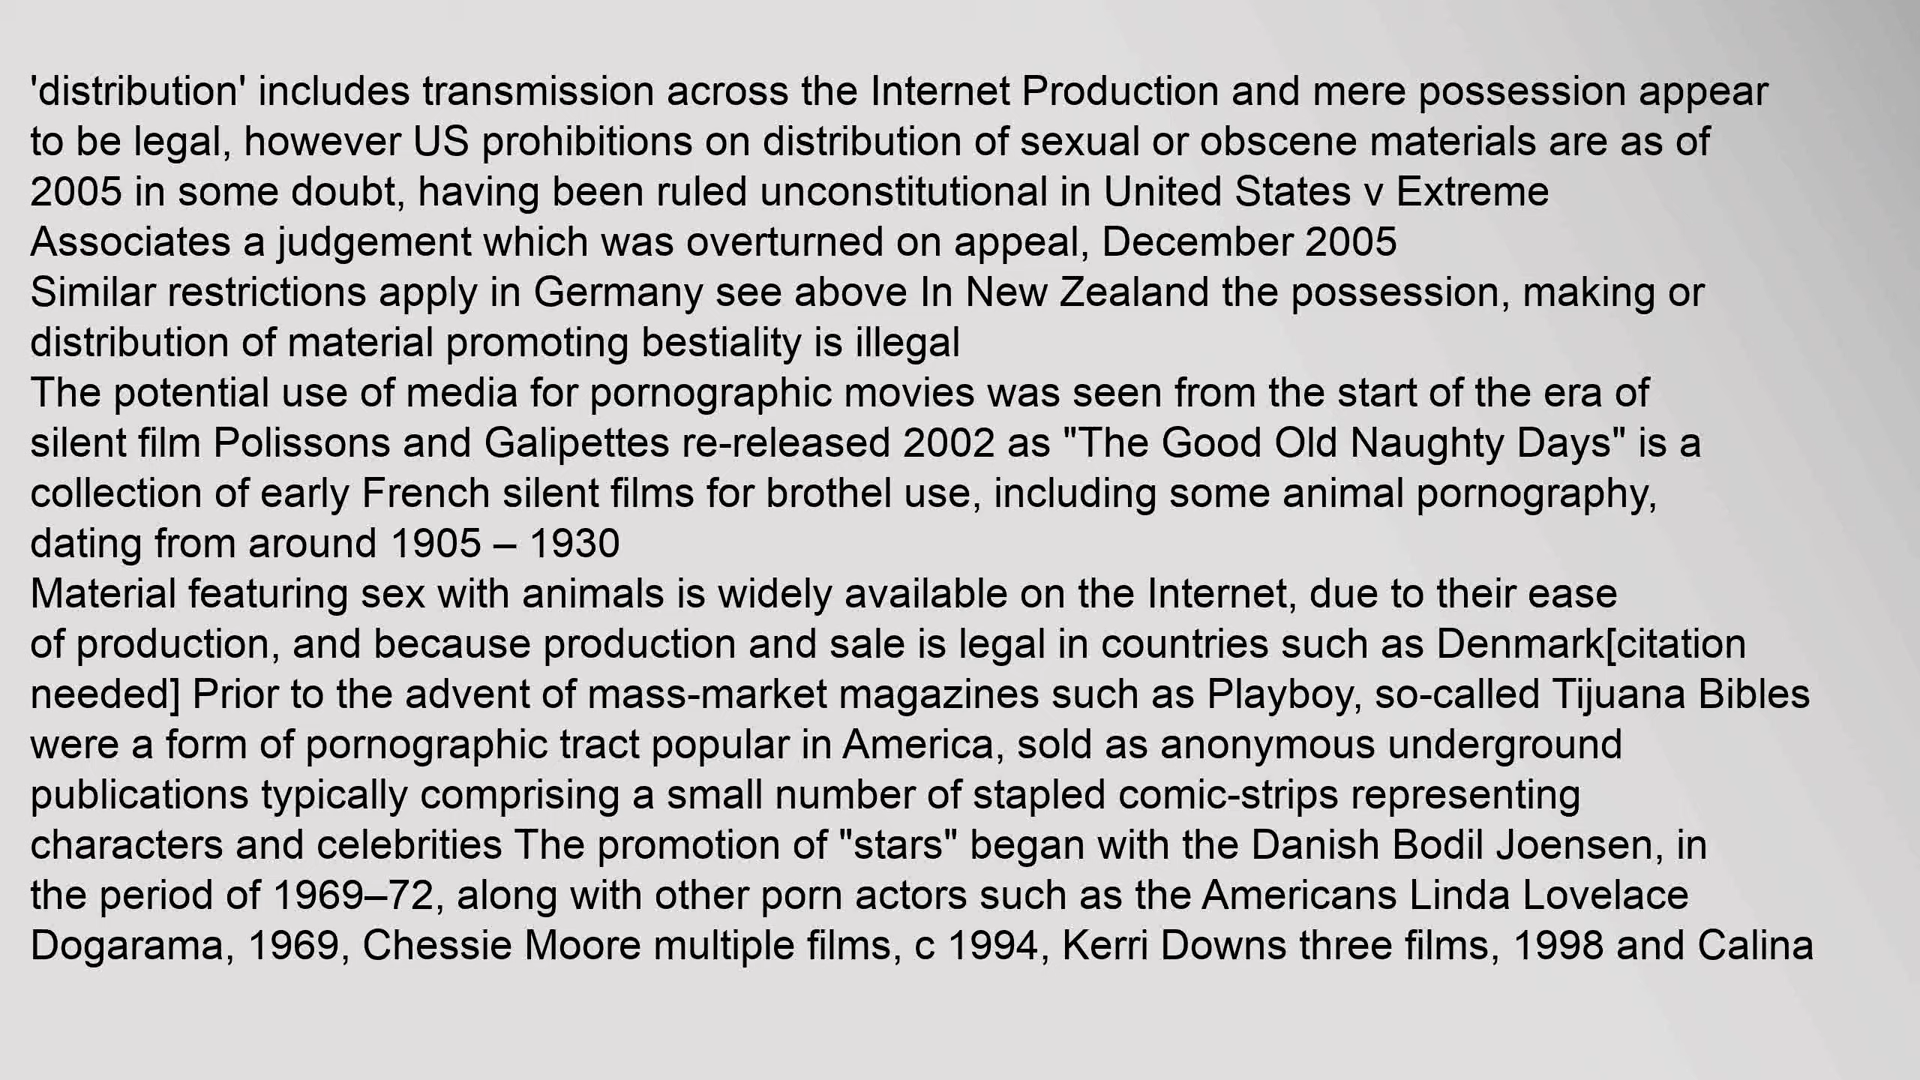 'distribution' includes transmission across the Internet Production and mere possession appear
to be legal, however US prohibitions on distribution of sexual or obscene materials are as of
2005 in some doubt, having been ruled unconstitutional in United States v Extreme
Associates a judgement which was overturned on appeal, December 2005
Similar restrictions apply in Germany see above In New Zealand the possession, making or
distribution of material promoting bestiality is illegal
The potential use of media for pornographic movies was seen from the start of the era of
silent film Polissons and Galipettes re-released 2002 as "The Good Old Naughty Days" is a
collection of early French silent films for brothel use, including some animal pornography,
dating from around 1905 – 1930
Material featuring sex with animals is widely available on the Internet, due to their ease
of production, and because production and sale is legal in countries such as Denmark[citation
needed] Prior to the advent of mass-market magazines such as Playboy, so-called Tijuana Bibles
were a form of pornographic tract popular in America, sold as anonymous underground
publications typically comprising a small number of stapled comic-strips representing
characters and celebrities The promotion of "stars" began with the Danish Bodil Joensen, in
the period of 1969–72, along with other porn actors such as the Americans Linda Lovelace
Dogarama, 1969, Chessie Moore multiple films, c 1994, Kerri Downs three films, 1998 and Calina